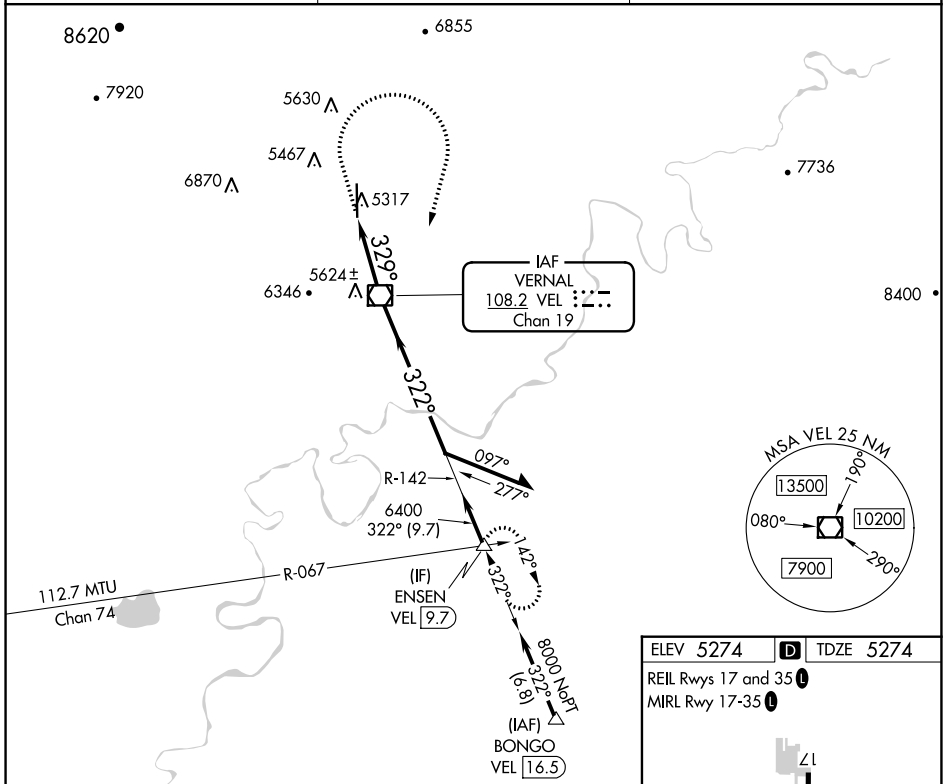 8620
6855
7920
5630
5467
7736
6870
5317
329°
IAF
VERNAL
108.2 VEL
Chan 19
5624±
6346
8400
322°
MSA VEL 25 NM
190°
13500
097°
R-142
277°
080°
10200
6400
322° (9.7)
290°
7900
142°
R-067
322°
112.7 MTU
Chan 74
(IF)
ENSEN
VEL 9.7
8000 NoPT
322°
(6.8)
(IAF)
BONGO
VEL 16.5
ELEV 5274 D TDZE 5274
REIL Rwys 17 and 35 L
MIRL Rwy 17-35 L
17